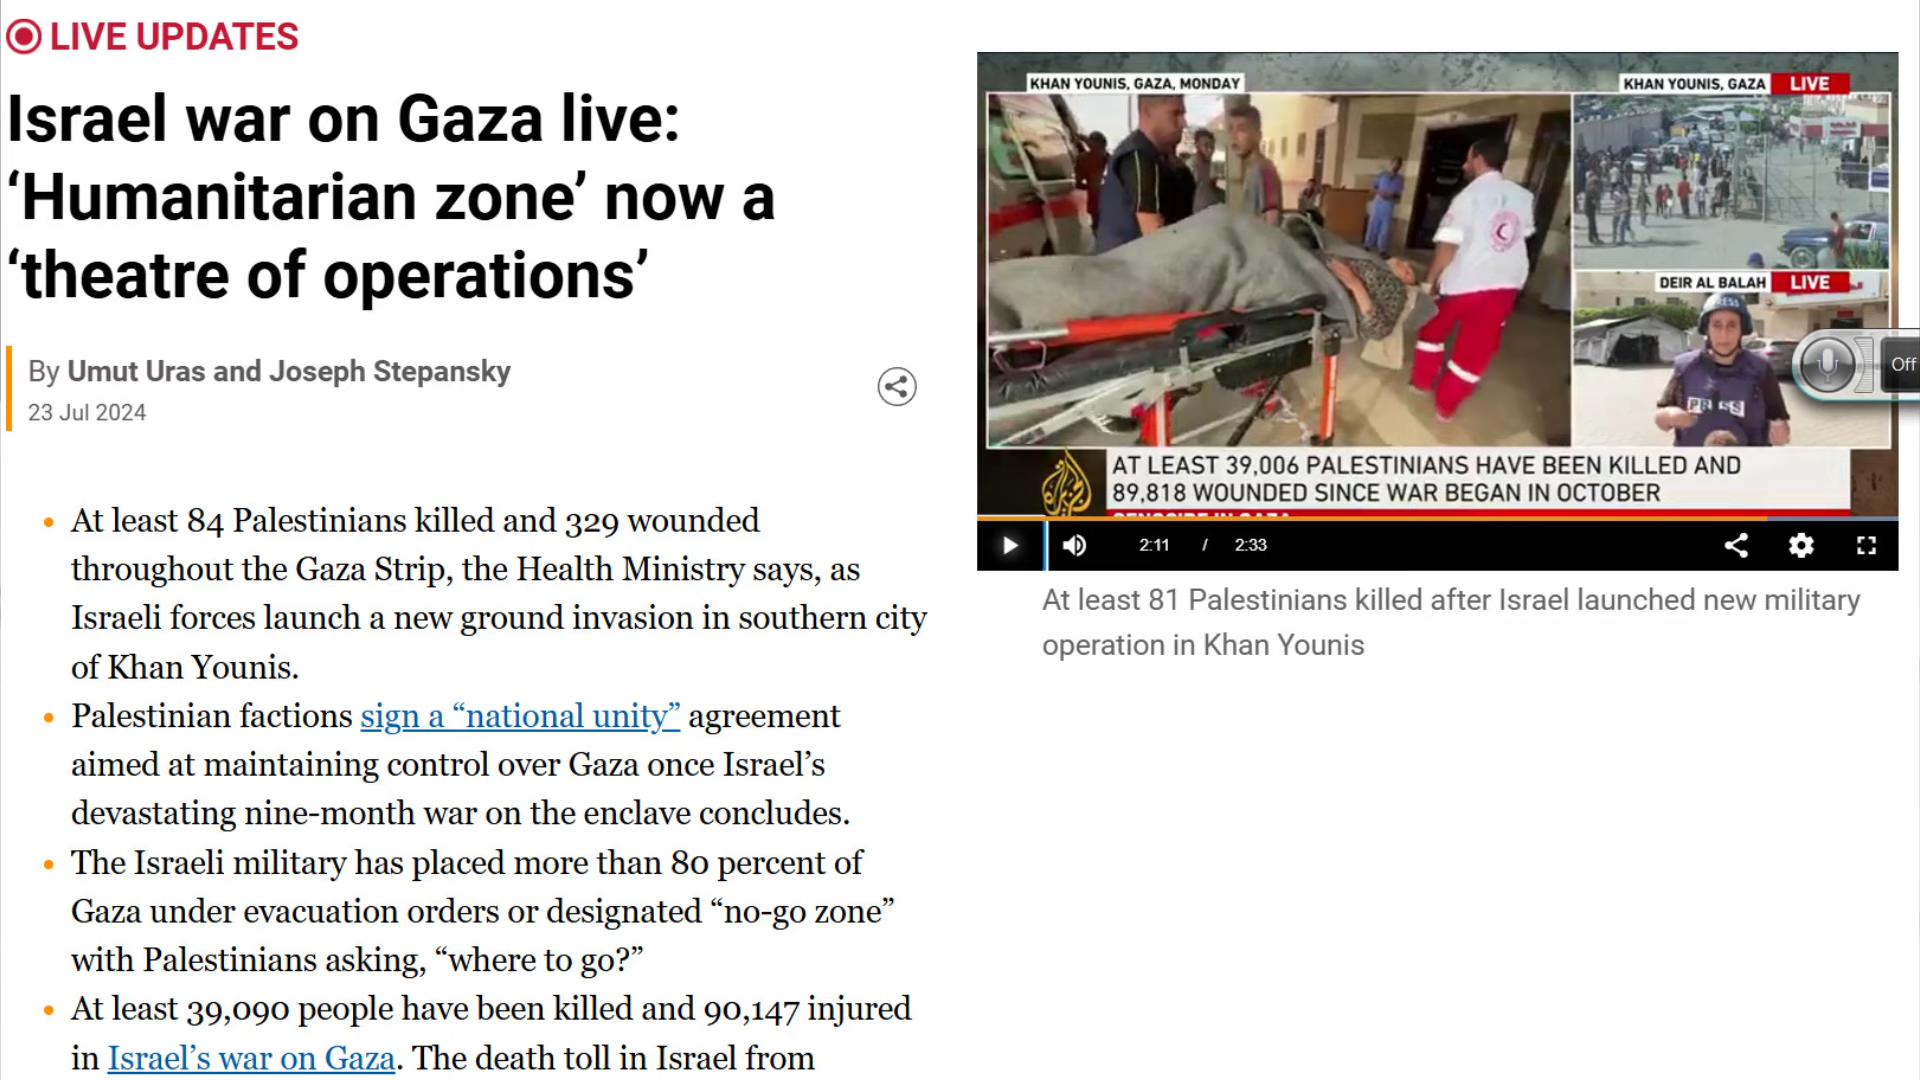 LIVE UPDATES
Israel war on Gaza live:
‘Humanitarian zone’ now a
‘theatre of operations’
By Umut Uras and Joseph Stepansky
23 Jul 2024
At least 84 Palestinians killed and 329 wounded
throughout the Gaza Strip, the Health Ministry says, as
Israeli forces launch a new ground invasion in southern city
of Khan Younis.
Palestinian factions sign a “national unity” agreement
aimed at maintaining control over Gaza once Israel’s
devastating nine-month war on the enclave concludes.
The Israeli military has placed more than 80 percent of
Gaza under evacuation orders or designated “no-go zone”
with Palestinians asking, “where to go?”
At least 39,090 people have been killed and 90,147 injured
in Israel’s war on Gaza. The death toll in Israel from
KHAN YOUNIS, GAZA, MONDAY
KHAN YOUNIS, GAZA LIVE
DEIR AL BALAH LIVE
PRESS
PRESS
Off
AT LEAST 39,006 PALESTINIANS HAVE BEEN KILLED AND
89,818 WOUNDED SINCE WAR BEGAN IN OCTOBER
GENOCIDE IN GAZA
2:11 / 2:33
At least 81 Palestinians killed after Israel launched new military
operation in Khan Younis